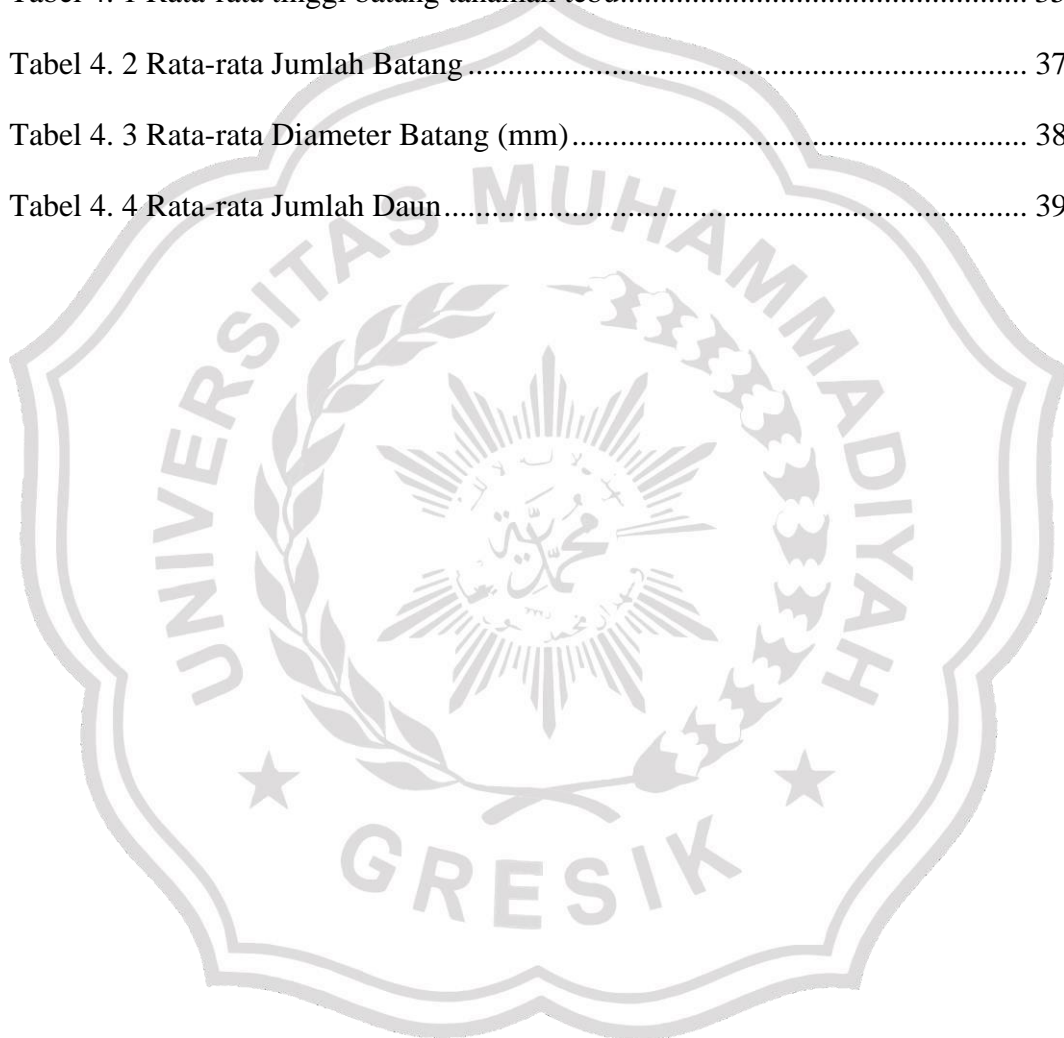 Tabel 4. 2 Rata-rata Jumlah Batang ........................................................................ 37
Tabel 4. 3 Rata-rata Diameter Batang (mm) ........................................................... 38
Tabel 4. 4 Rata-rata Jumlah Daun ........................................................................... 39
UNIVERSITAS MUHAMMADIYAH
GRESIK